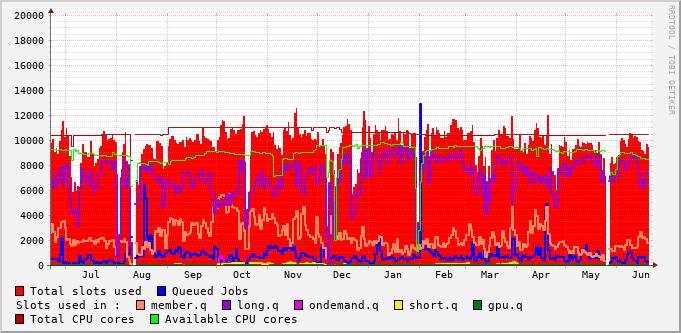 RRDTOOL / TOBI OETIKER
20000
18000
16000
14000
12000
10000
8000
6000
4000
2000
0
Jul Aug Sep Oct Nov Dec Jan Feb Mar Apr May Jun
Total slots used Queued Jobs
Slots used in : member.q long.q ondemand.q short.q gpu.q
Total CPU cores Available CPU cores